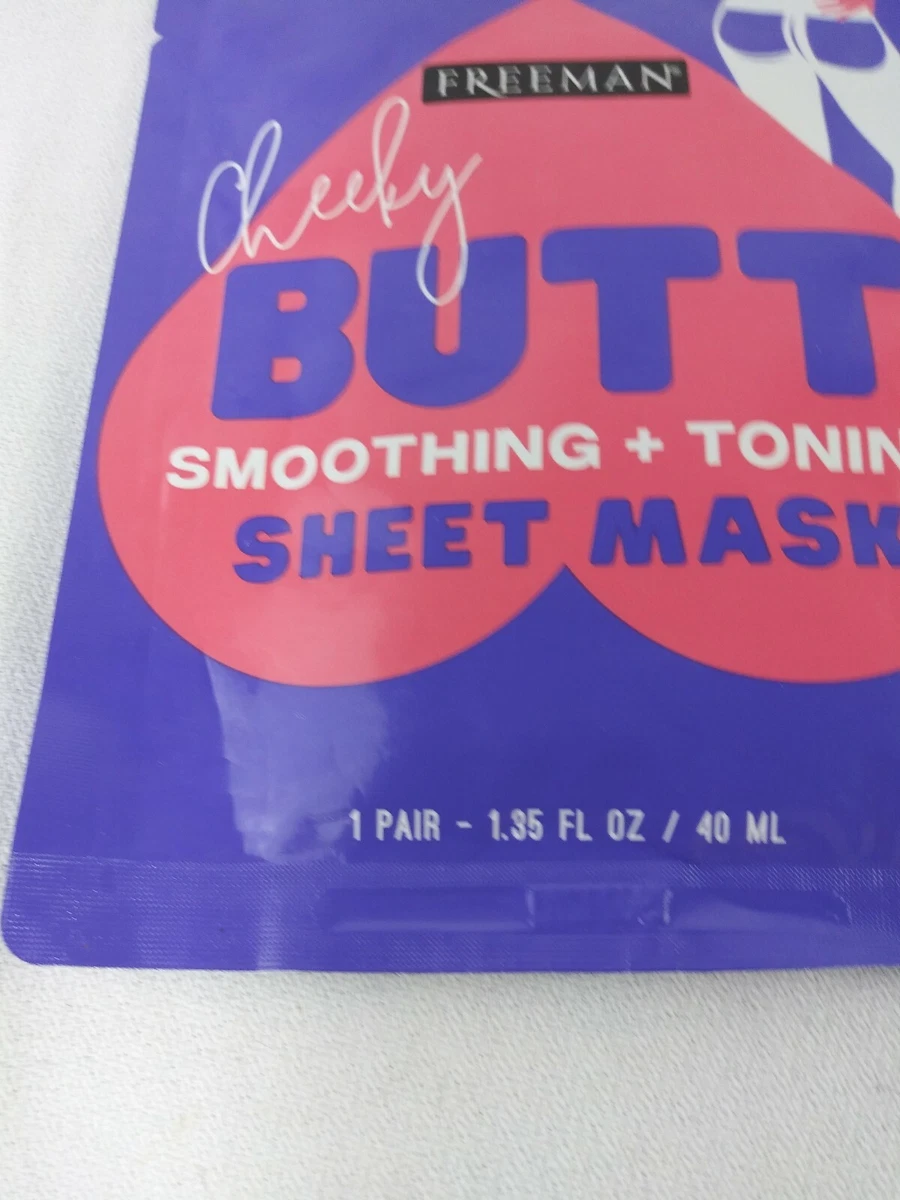 FREEMAN®
Cheeky
BUTT
SMOOTHING + TONIN
SHEET MASK
1 PAIR - 1.35 FL OZ / 40 ML